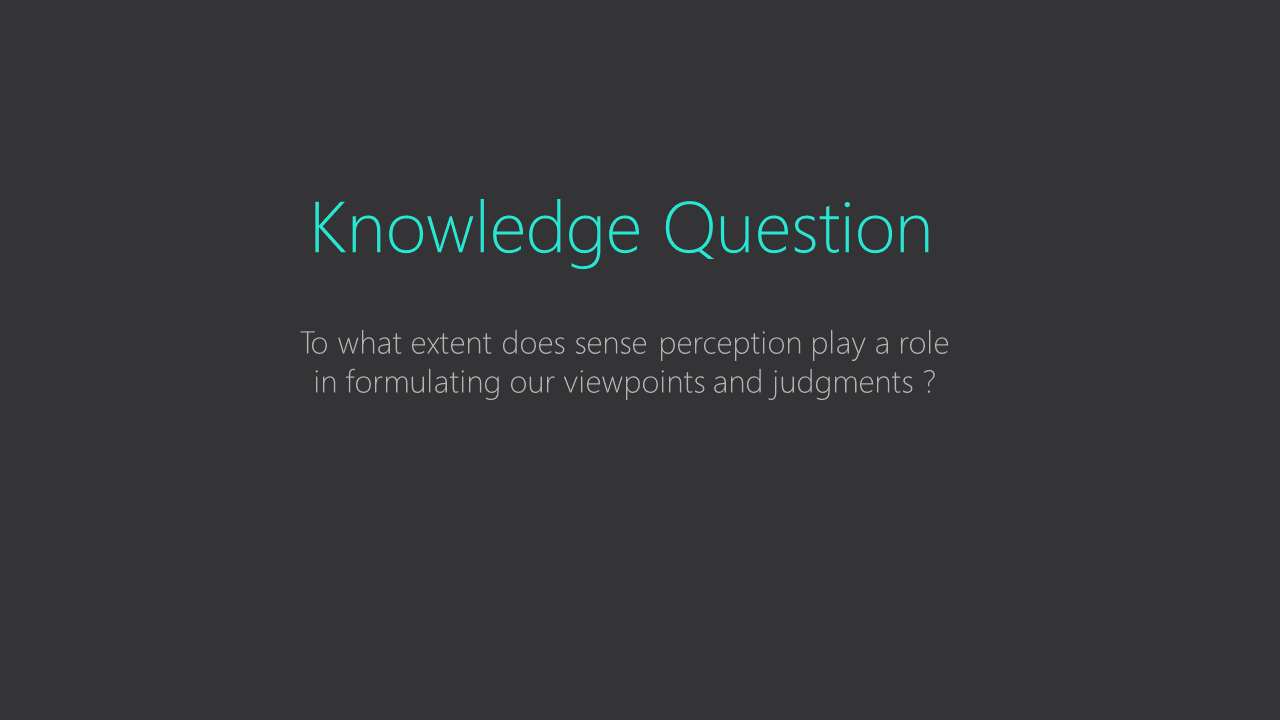 Knowledge Question
To what extent does sense perception play a role
in formulating our viewpoints and judgments ?